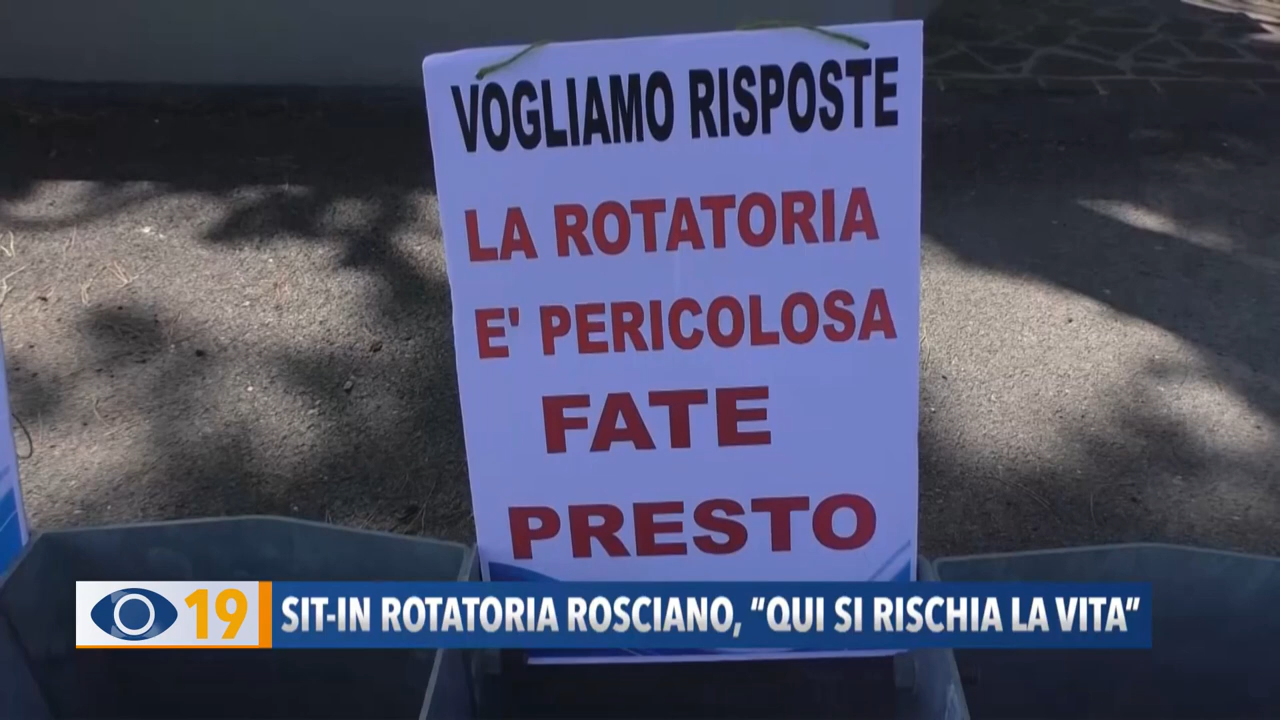 VOGLIAMO RISPOSTE
LA ROTATORIA
E' PERICOLOSA
FATE
PRESTO
19
SIT-IN ROTATORIA ROSCIANO, “QUI SI RISCHIA LA VITA”